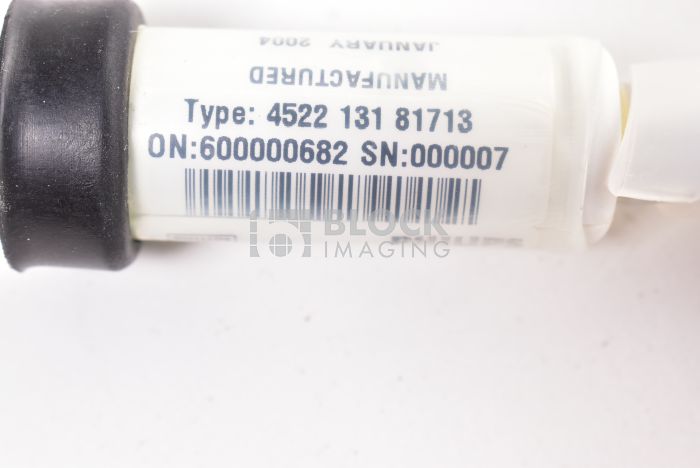 JANUARY 2004
MANUFACTURED
Type: 4522 131 81713
ON:600000682 SN:000007
BLOCK
IMAGING